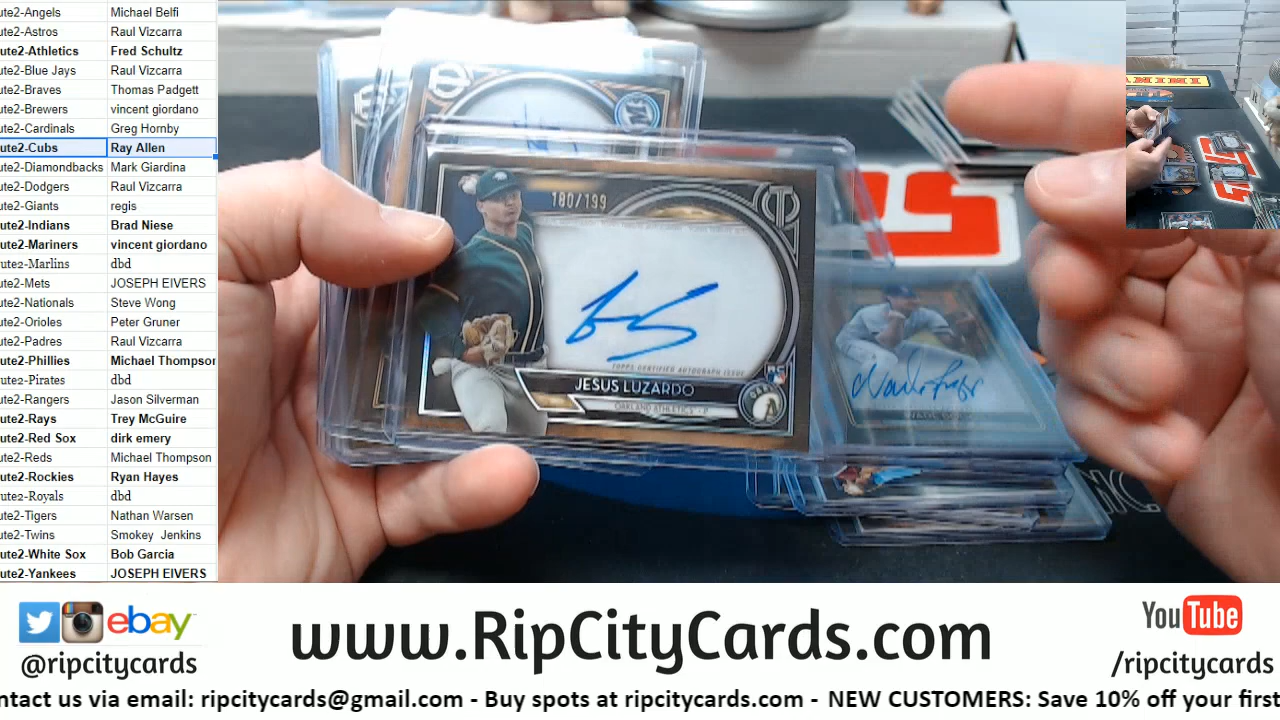 ute2-Angels Michael Belfi
ute2-Astros Raul Vizcarra
ute2-Athletics Fred Schultz
ute2-Blue Jays Raul Vizcarra
ute2-Braves Thomas Padgett
ute2-Brewers vincent giordano
ute2-Cardinals Greg Hornby
ute2-Cubs Ray Allen
ute2-Diamondbacks Mark Giardina
ute2-Dodgers Raul Vizcarra
ute2-Giants regis
ute2-Indians Brad Niese
ute2-Mariners vincent giordano
ute2-Marlins dbd
ute2-Mets JOSEPH EIVERS
ute2-Nationals Steve Wong
ute2-Orioles Peter Gruner
ute2-Padres Raul Vizcarra
ute2-Phillies Michael Thompson
ute2-Pirates dbd
ute2-Rangers Jason Silverman
ute2-Rays Trey McGuire
ute2-Red Sox dirk emery
ute2-Reds Michael Thompson
ute2-Rockies Ryan Hayes
ute2-Royals dbd
ute2-Tigers Nathan Warsen
ute2-Twins Smokey Jenkins
ute2-White Sox Bob Garcia
ute2-Yankees JOSEPH EIVERS
180/199
TOPPS CERTIFIED AUTOGRAPH ISSUE
JESUS LUZARDO
OAKLAND ATHLETICS - P
PANINI
ebay
@ripcitycards
www.RipCityCards.com
YouTube
/ripcitycards
ntact us via email: ripcitycards@gmail.com - Buy spots at ripcitycards.com - NEW CUSTOMERS: Save 10% off your first